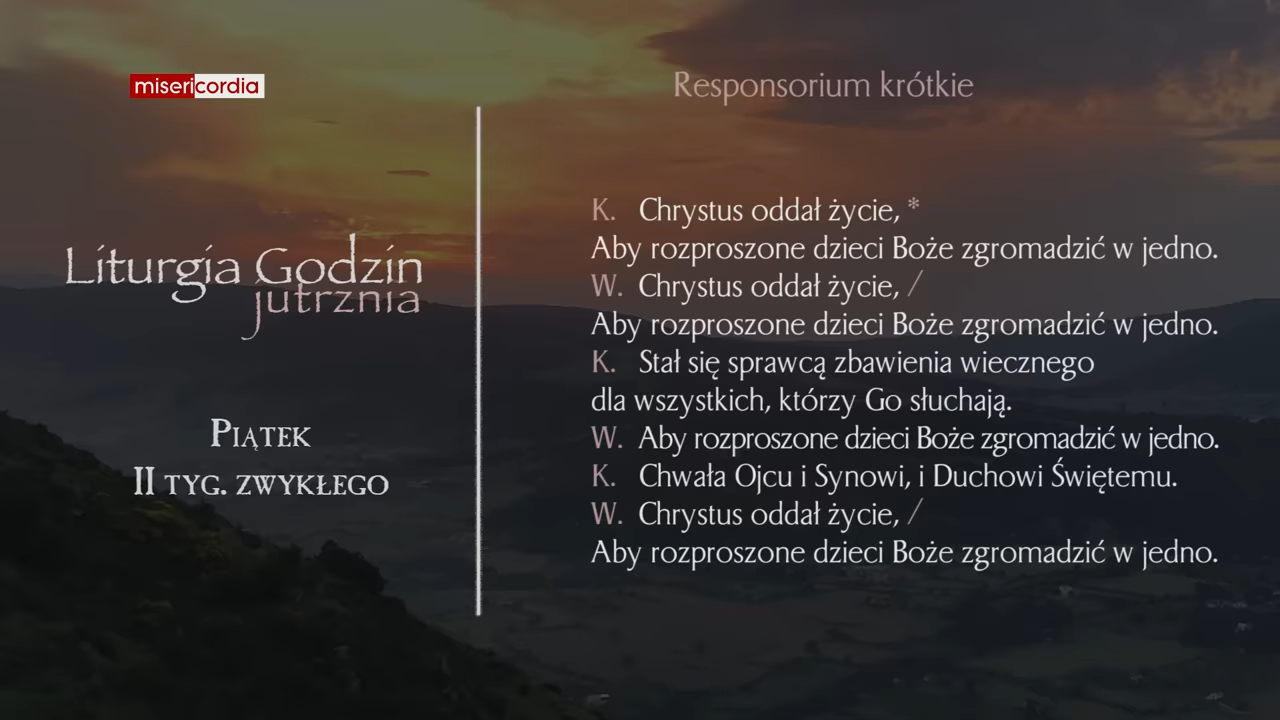 misericordia
Liturgia Godzin
jutrznia
Piątek
II tyg. zwykłego
Responsorium krótkie
K. Chrystus oddał życie, *
Aby rozproszone dzieci Boże zgromadzić w jedno.
W. Chrystus oddał życie, /
Aby rozproszone dzieci Boże zgromadzić w jedno.
K. Stał się sprawcą zbawienia wiecznego
dla wszystkich, którzy Go słuchają.
W. Aby rozproszone dzieci Boże zgromadzić w jedno.
K. Chwała Ojcu i Synowi, i Duchowi Świętemu.
W. Chrystus oddał życie, /
Aby rozproszone dzieci Boże zgromadzić w jedno.